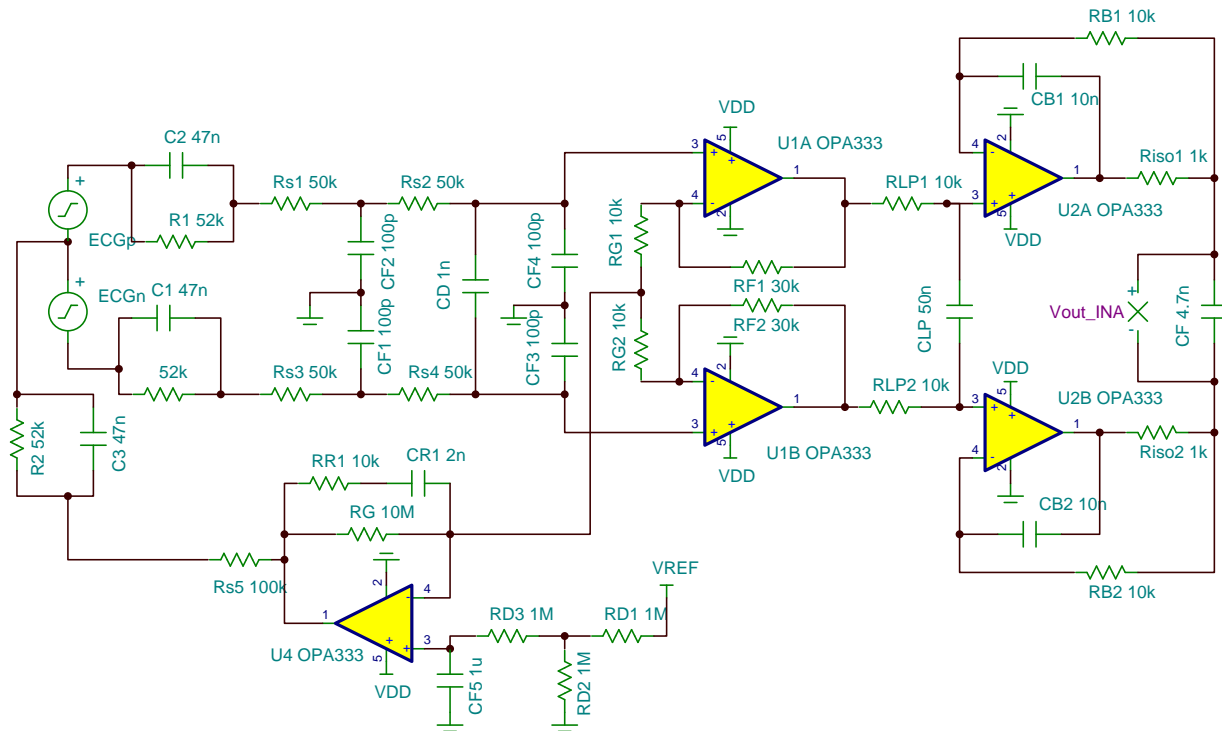 RB1 10k
CB1 10n
VDD
U1A OPA333
C2 47n
+
R1 52k
ECGp
Rs1 50k
Rs2 50k
CF2 100p
CD 1n
CF4 100p
RG1 10k
3
4
5
2
1
+
-
+
RF1 30k
RLP1 10k
4
3
2
5
1
-
+
+
U2A OPA333
VDD
Riso1 1k
+
ECGn
C1 47n
52k
CF1 100p
Rs3 50k
Rs4 50k
CF3 100p
RG2 10k
RF2 30k
4
3
2
5
1
-
+
+
U1B OPA333
VDD
RLP2 10k
CLP 50n
Vout_INA
+
-
CF 4.7n
VDD
U2B OPA333
3
4
5
2
1
+
-
+
Riso2 1k
CB2 10n
RB2 10k
R2 52k
C3 47n
RR1 10k
CR1 2n
RG 10M
Rs5 100k
1
2
5
4
3
-
+
+
U4 OPA333
VDD
CF5 1u
RD3 1M
RD2 1M
RD1 1M
VREF